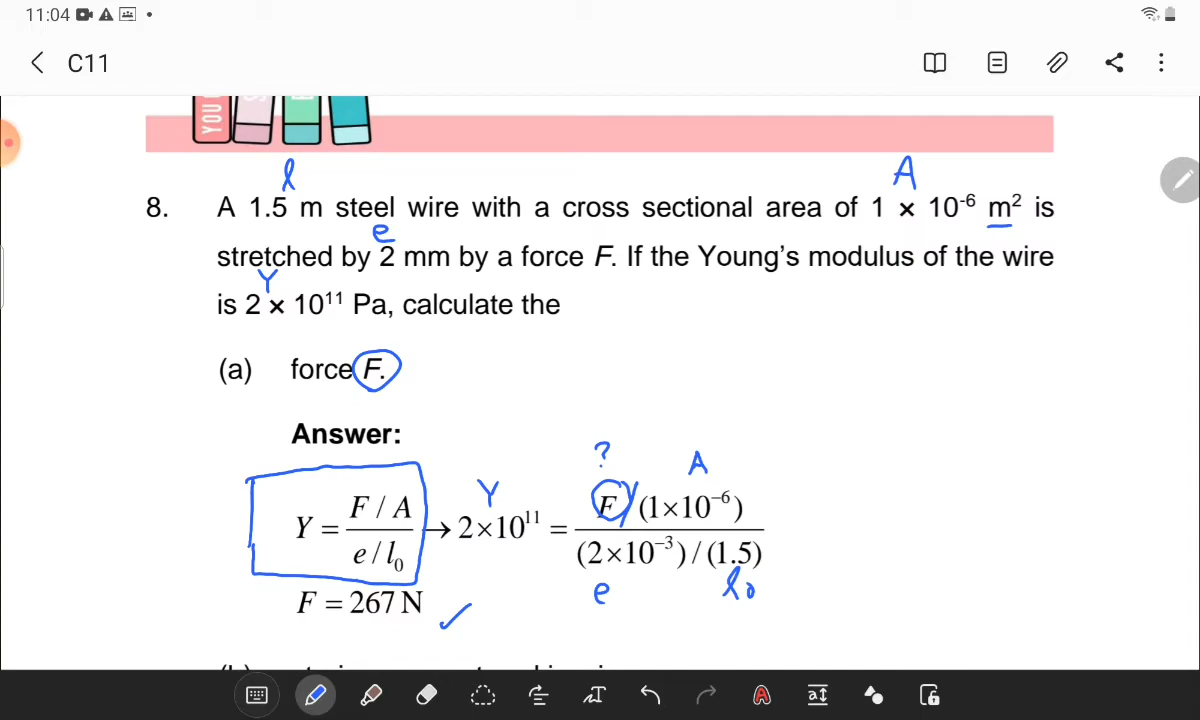 11:04
C11
YOU
l
A
8. A 1.5 m steel wire with a cross sectional area of 1 × 10⁻⁶ m² is
e
stretched by 2 mm by a force F. If the Young's modulus of the wire
Y
is 2 × 10¹¹ Pa, calculate the
(a) force F.
Answer:
? A
Y
Y = (F / A) / (e / l₀) → 2×10¹¹ = F / (1×10⁻⁶) / (2×10⁻³) / (1.5)
e l₀
F = 267 N ✓